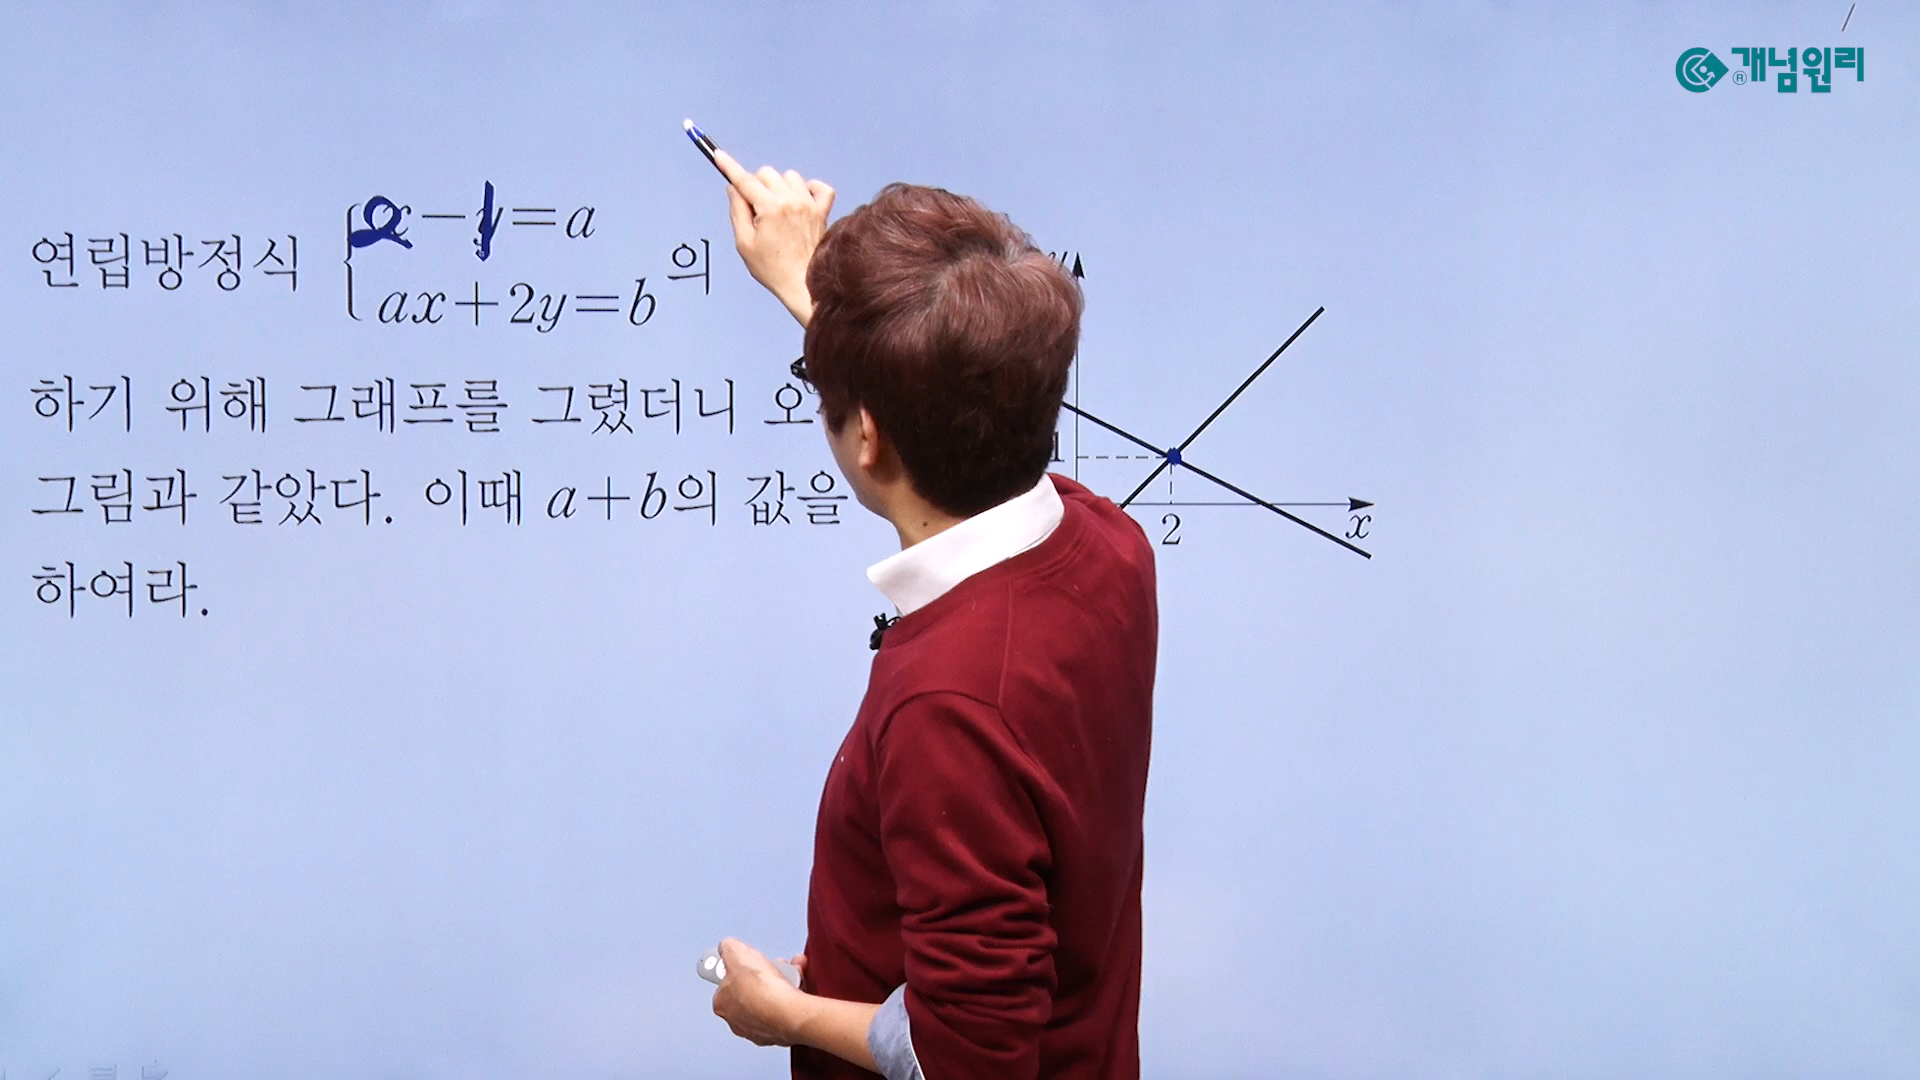 개념원리
연립방정식 { x-y=a
ax+2y=b 의
하기 위해 그래프를 그렸더니 오
그림과 같았다. 이때 a+b의 값을
하여라.
2 1
y
1
2
x